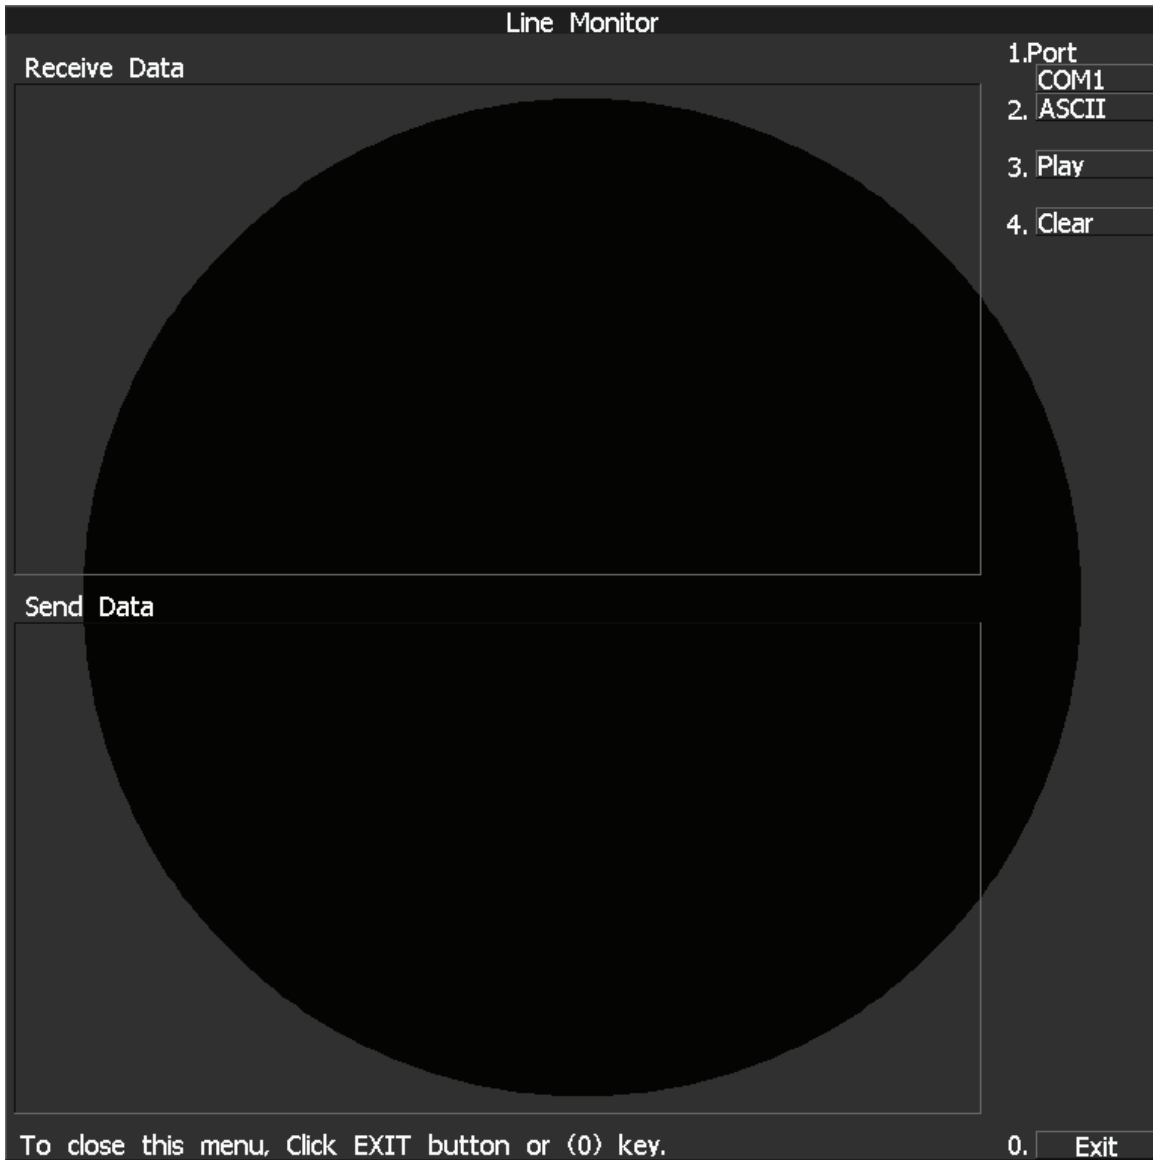 Line Monitor
Receive Data
1.Port
COM1
2. ASCII
3. Play
4. Clear
Send Data
To close this menu, Click EXIT button or (0) key.
0. Exit